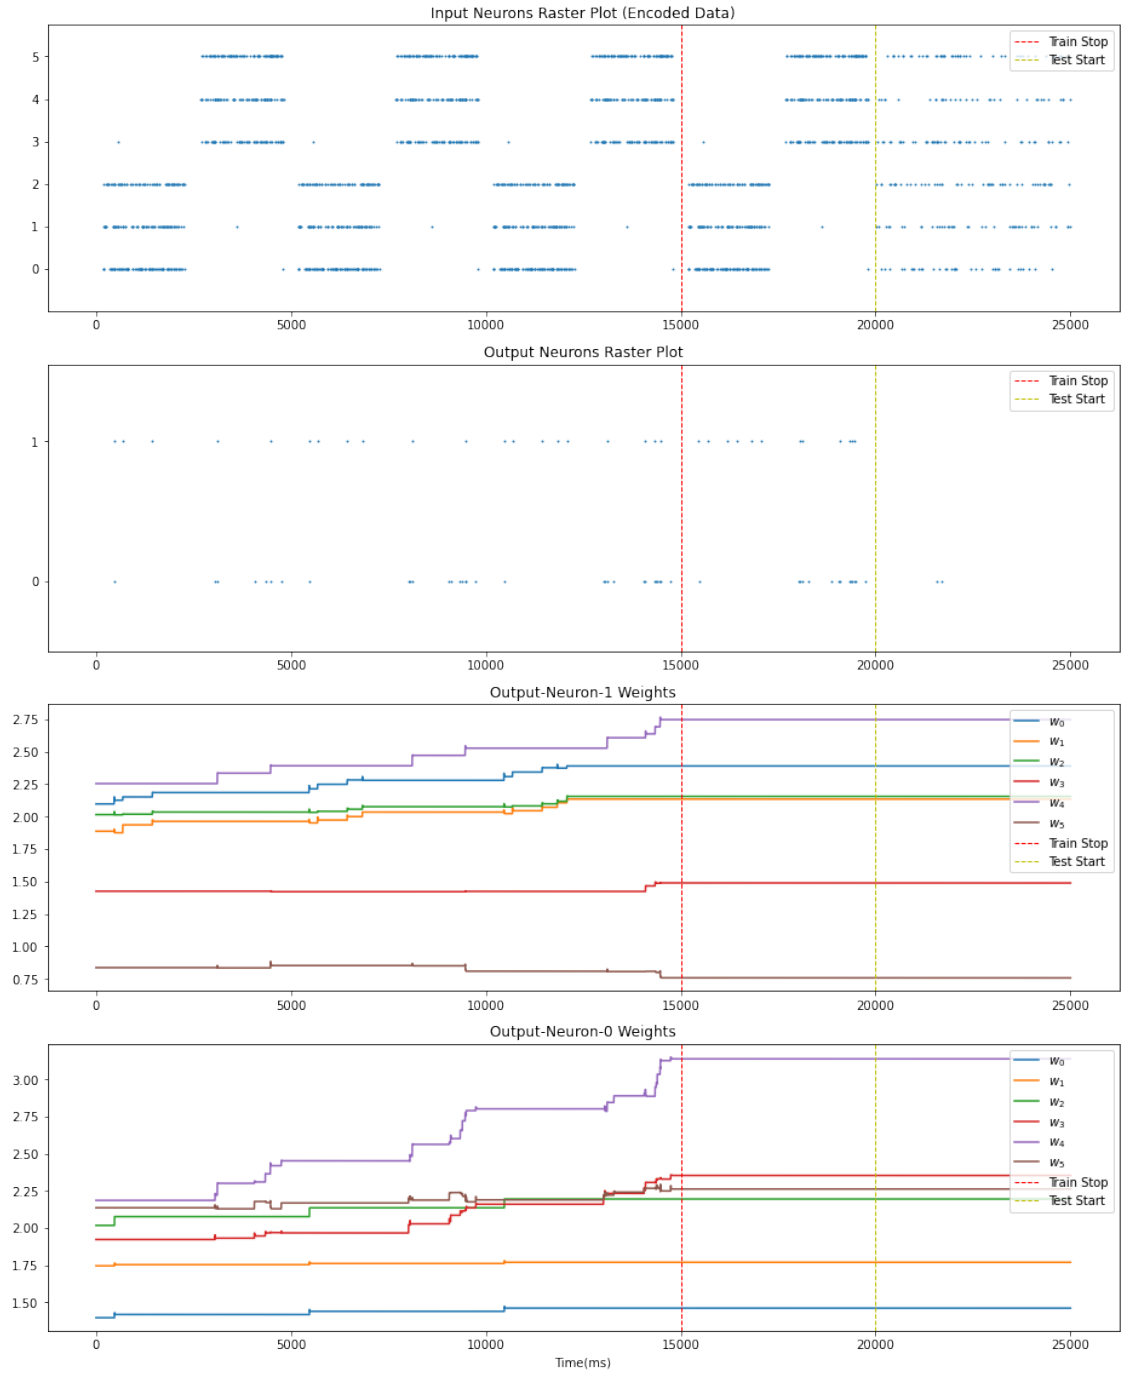 Input Neurons Raster Plot (Encoded Data)
Train Stop
Test Start
5
4
3
2
1
0
0 5000 10000 15000 20000 25000
Output Neurons Raster Plot
Train Stop
Test Start
1
0
0 5000 10000 15000 20000 25000
Output-Neuron-1 Weights
w₀
w₁
w₂
w₃
w₄
w₅
Train Stop
Test Start
2.75
2.50
2.25
2.00
1.75
1.50
1.25
1.00
0.75
0 5000 10000 15000 20000 25000
Output-Neuron-0 Weights
w₀
w₁
w₂
w₃
w₄
w₅
Train Stop
Test Start
3.00
2.75
2.50
2.25
2.00
1.75
1.50
0 5000 10000 15000 20000 25000
Time(ms)